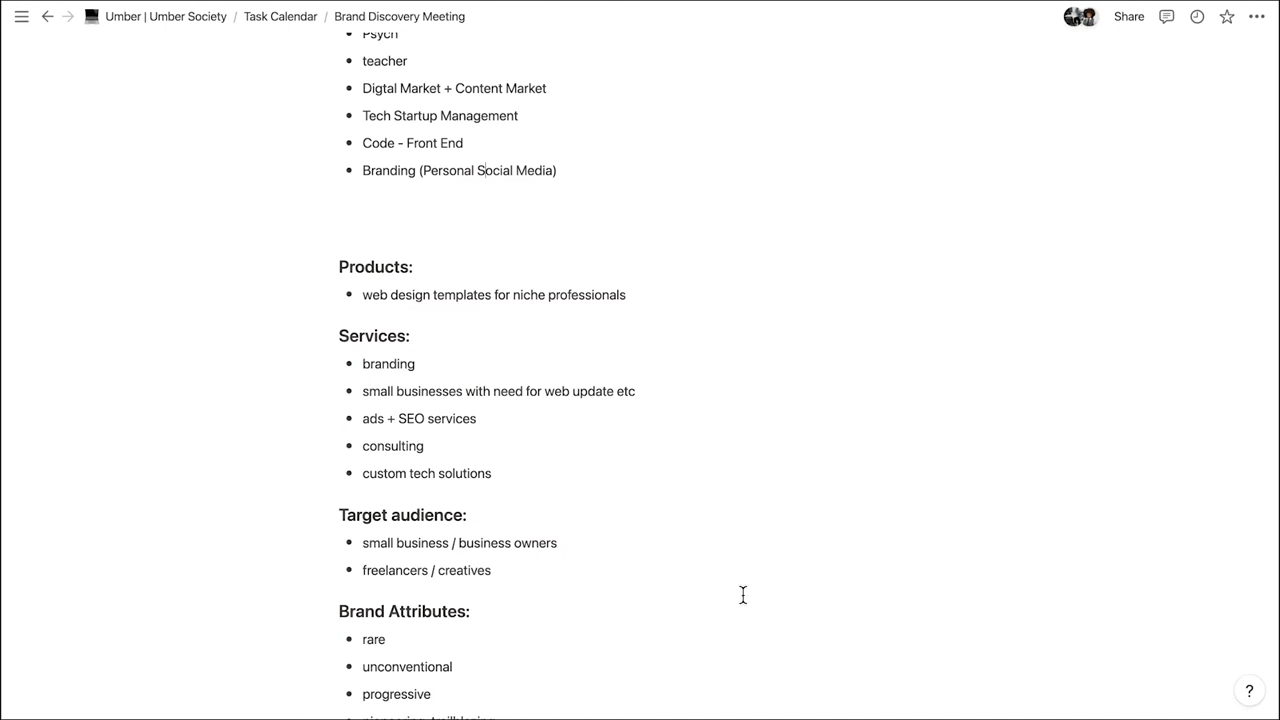 Umber | Umber Society / Task Calendar / Brand Discovery Meeting Share
Psych
teacher
Digtal Market + Content Market
Tech Startup Management
Code - Front End
Branding (Personal Social Media)
Products:
web design templates for niche professionals
Services:
branding
small businesses with need for web update etc
ads + SEO services
consulting
custom tech solutions
Target audience:
small business / business owners
freelancers / creatives
Brand Attributes:
rare
unconventional
progressive
?